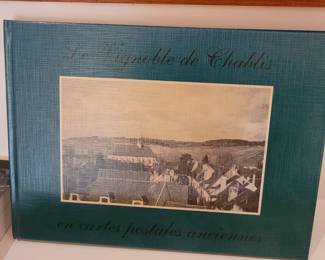 Le Vignoble de Chablis
en cartes postales anciennes